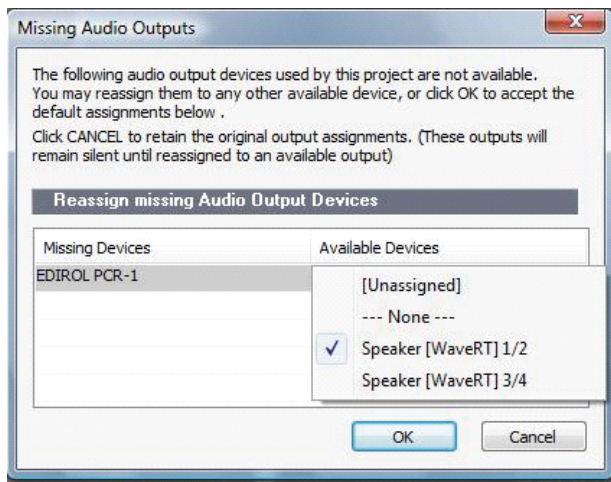 Missing Audio Outputs
The following audio output devices used by this project are not available.
You may reassign them to any other available device, or click OK to accept the
default assignments below .
Click CANCEL to retain the original output assignments. (These outputs will
remain silent until reassigned to an available output)
Reassign missing Audio Output Devices
Missing Devices Available Devices
EDIROL PCR-1
[Unassigned]
--- None ---
Speaker [WaveRT] 1/2
Speaker [WaveRT] 3/4
OK Cancel